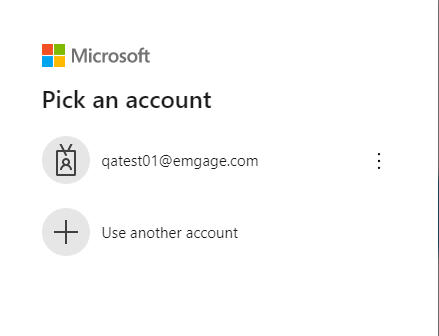 Microsoft
Pick an account
qatest01@emgage.com
Use another account